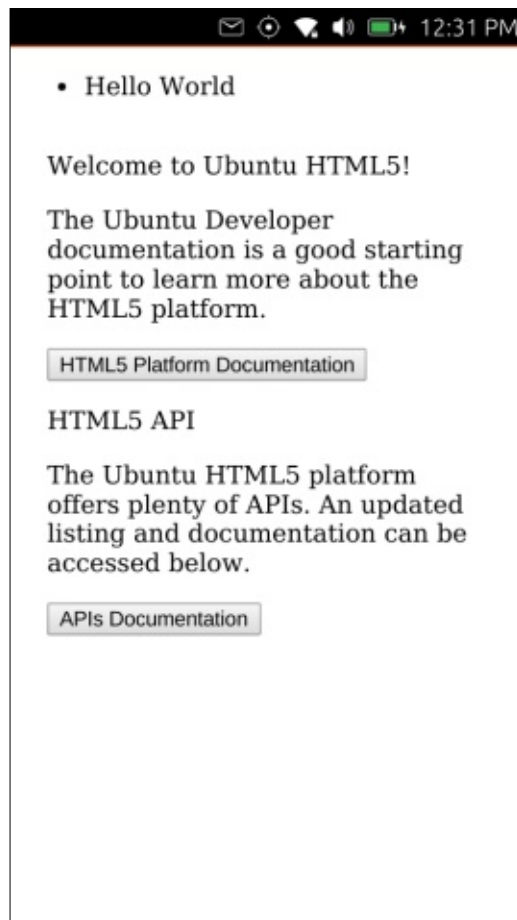 12:31 PM
• Hello World
Welcome to Ubuntu HTML5!
The Ubuntu Developer
documentation is a good starting
point to learn more about the
HTML5 platform.
HTML5 Platform Documentation
HTML5 API
The Ubuntu HTML5 platform
offers plenty of APIs. An updated
listing and documentation can be
accessed below.
APIs Documentation